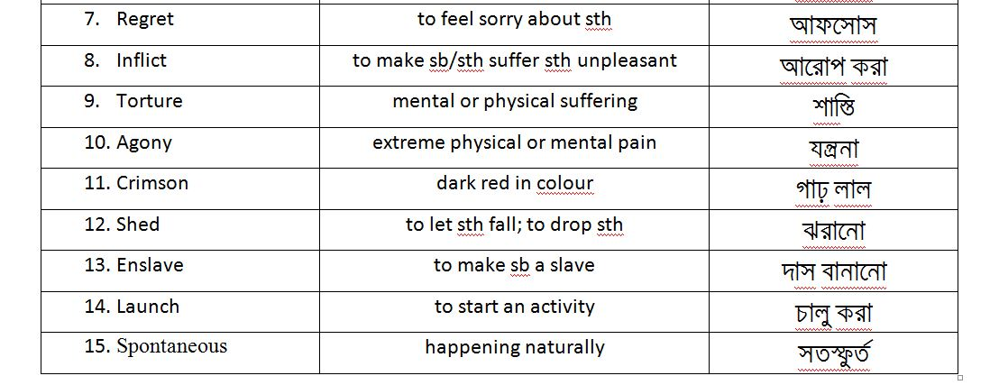 7. Regret to feel sorry about sth আফসোস
8. Inflict to make sb/sth suffer sth unpleasant আরোপ করা
9. Torture mental or physical suffering শাস্তি
10. Agony extreme physical or mental pain যন্ত্রনা
11. Crimson dark red in colour গাঢ় লাল
12. Shed to let sth fall; to drop sth ঝরানো
13. Enslave to make sb a slave দাস বানানো
14. Launch to start an activity চালু করা
15. Spontaneous happening naturally সতস্ফুর্ত